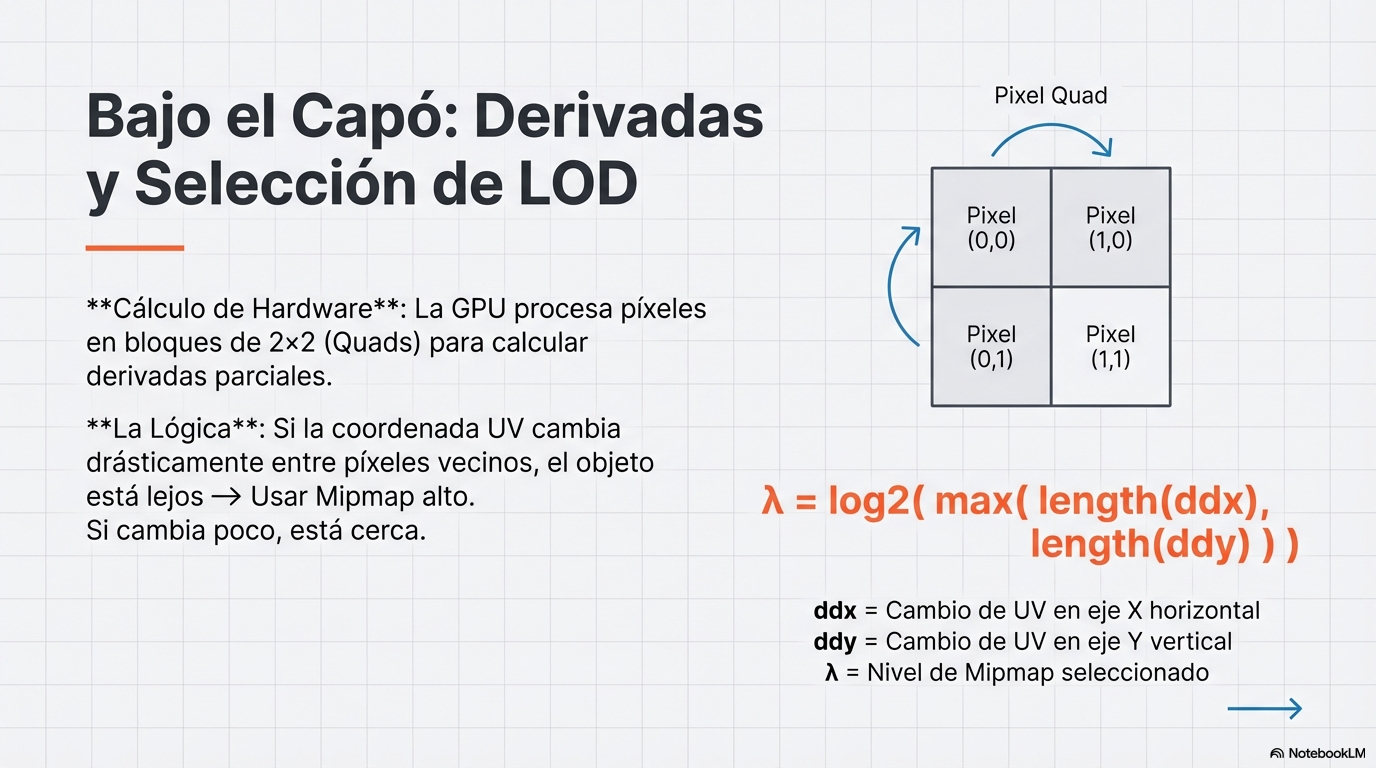 Bajo el Capó: Derivadas
y Selección de LOD
**Cálculo de Hardware**: La GPU procesa píxeles
en bloques de 2×2 (Quads) para calcular
derivadas parciales.
**La Lógica**: Si la coordenada UV cambia
drásticamente entre píxeles vecinos, el objeto
está lejos → Usar Mipmap alto.
Si cambia poco, está cerca.
Pixel Quad
Pixel
(0,0)
Pixel
(1,0)
Pixel
(0,1)
Pixel
(1,1)
λ = log2( max( length(ddx),
length(ddy) ) )
ddx = Cambio de UV en eje X horizontal
ddy = Cambio de UV en eje Y vertical
λ = Nivel de Mipmap seleccionado
NotebookLM